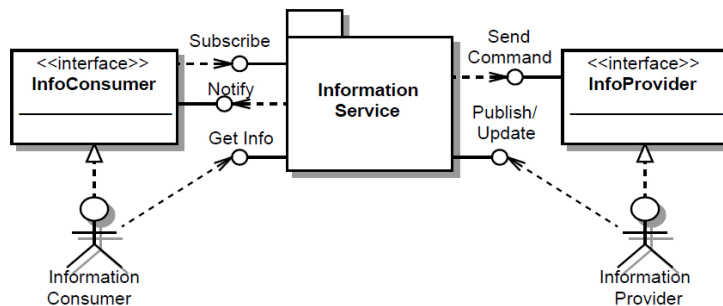 Subscribe
Send
Command
<<interface>>
InfoConsumer
Information
Service
<<interface>>
InfoProvider
Notify
Publish/
Update
Get Info
Information
Consumer
Information
Provider